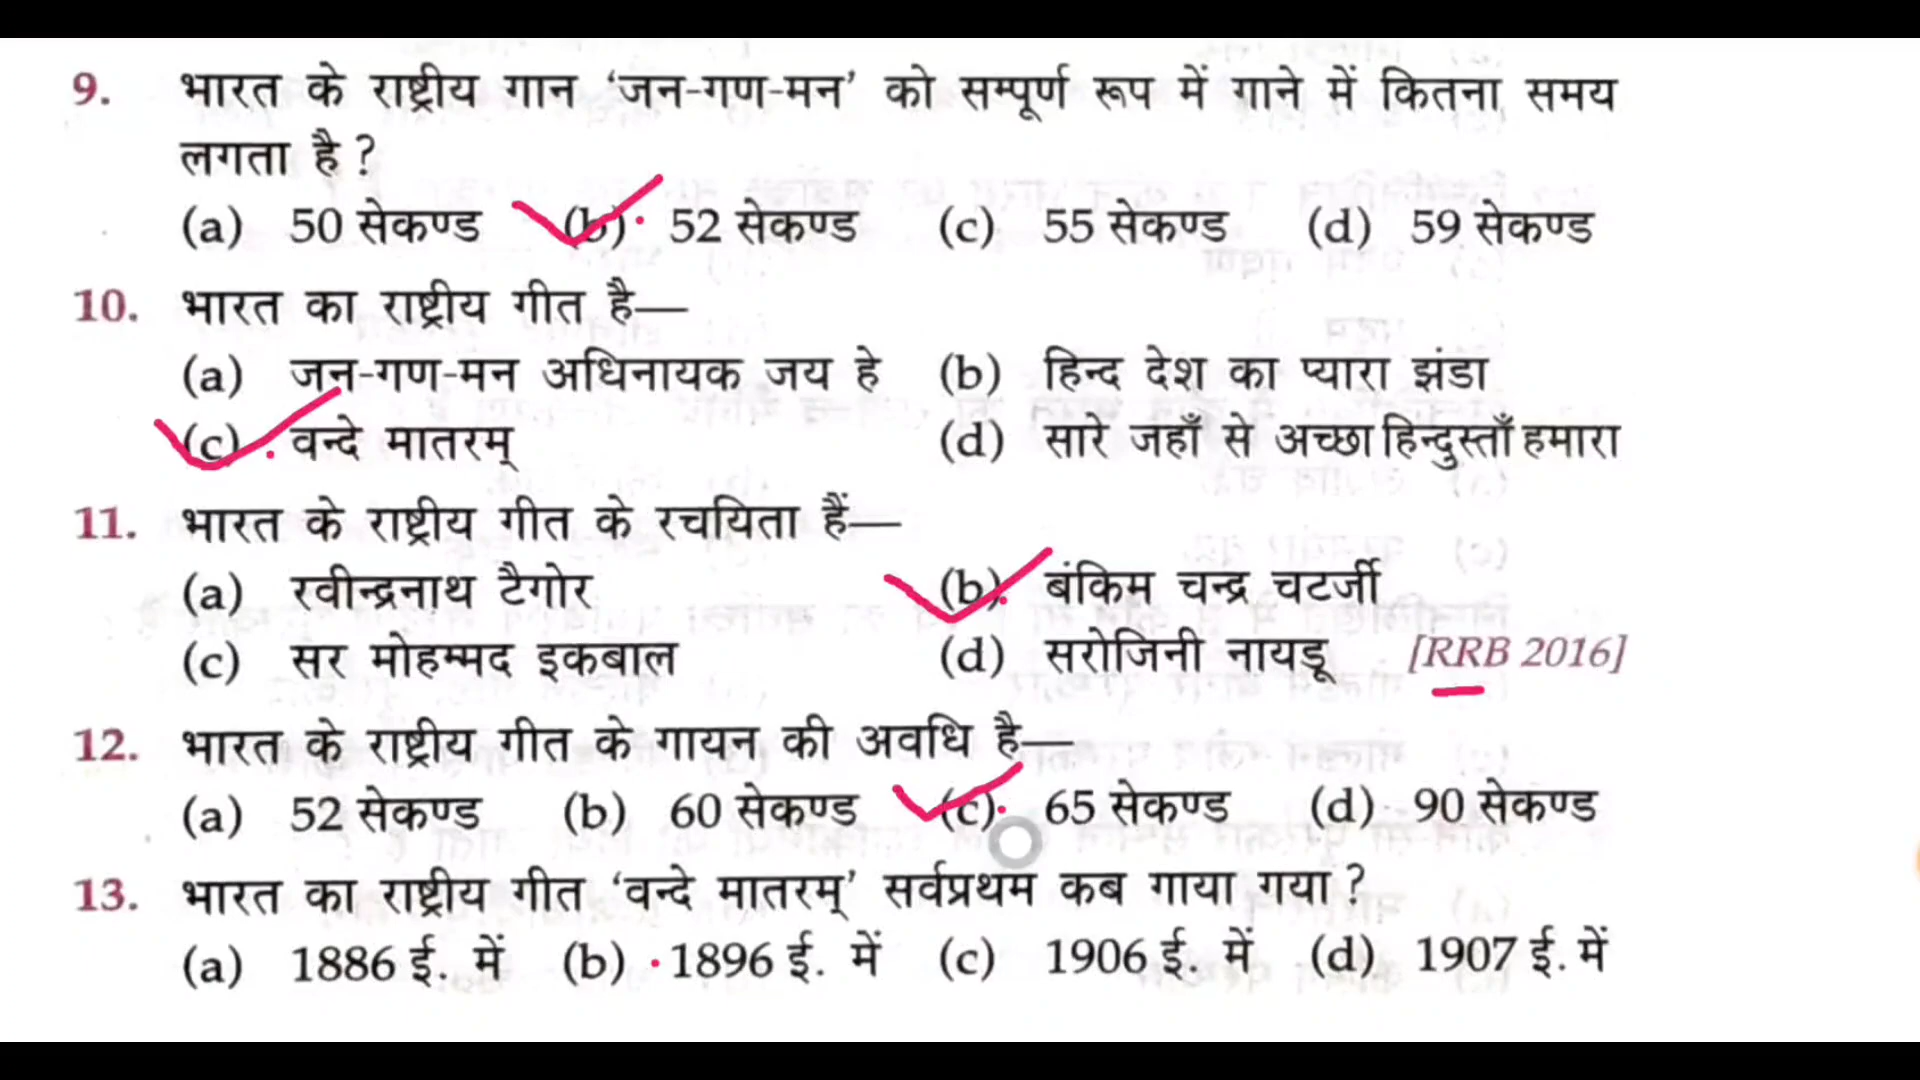 9. भारत के राष्ट्रीय गान ‘जन-गण-मन’ को सम्पूर्ण रूप में गाने में कितना समय
लगता है ?
(a) 50 सेकण्ड (b) 52 सेकण्ड (c) 55 सेकण्ड (d) 59 सेकण्ड
10. भारत का राष्ट्रीय गीत है—
(a) जन-गण-मन अधिनायक जय हे (b) हिन्द देश का प्यारा झंडा
(c) वन्दे मातरम् (d) सारे जहाँ से अच्छा हिन्दुस्ताँ हमारा
11. भारत के राष्ट्रीय गीत के रचयिता हैं—
(a) रवीन्द्रनाथ टैगोर (b) बंकिम चन्द्र चटर्जी
(c) सर मोहम्मद इकबाल (d) सरोजिनी नायडू [RRB 2016]
12. भारत के राष्ट्रीय गीत के गायन की अवधि है—
(a) 52 सेकण्ड (b) 60 सेकण्ड (c) 65 सेकण्ड (d) 90 सेकण्ड
13. भारत का राष्ट्रीय गीत ‘वन्दे मातरम्’ सर्वप्रथम कब गाया गया ?
(a) 1886 ई. में (b) 1896 ई. में (c) 1906 ई. में (d) 1907 ई. में